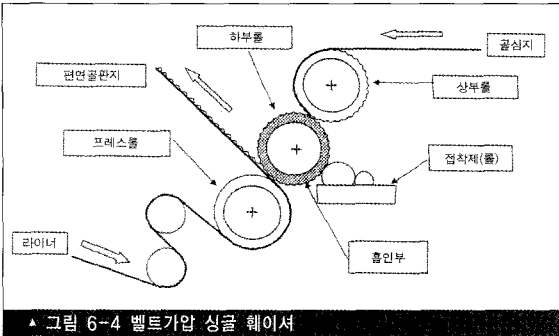 하부롤
골심지
편면골판지
상부롤
프레스롤
접착제(롤)
라이너
흡인부
▲ 그림 6-4 벨트가압 싱글 훼이서